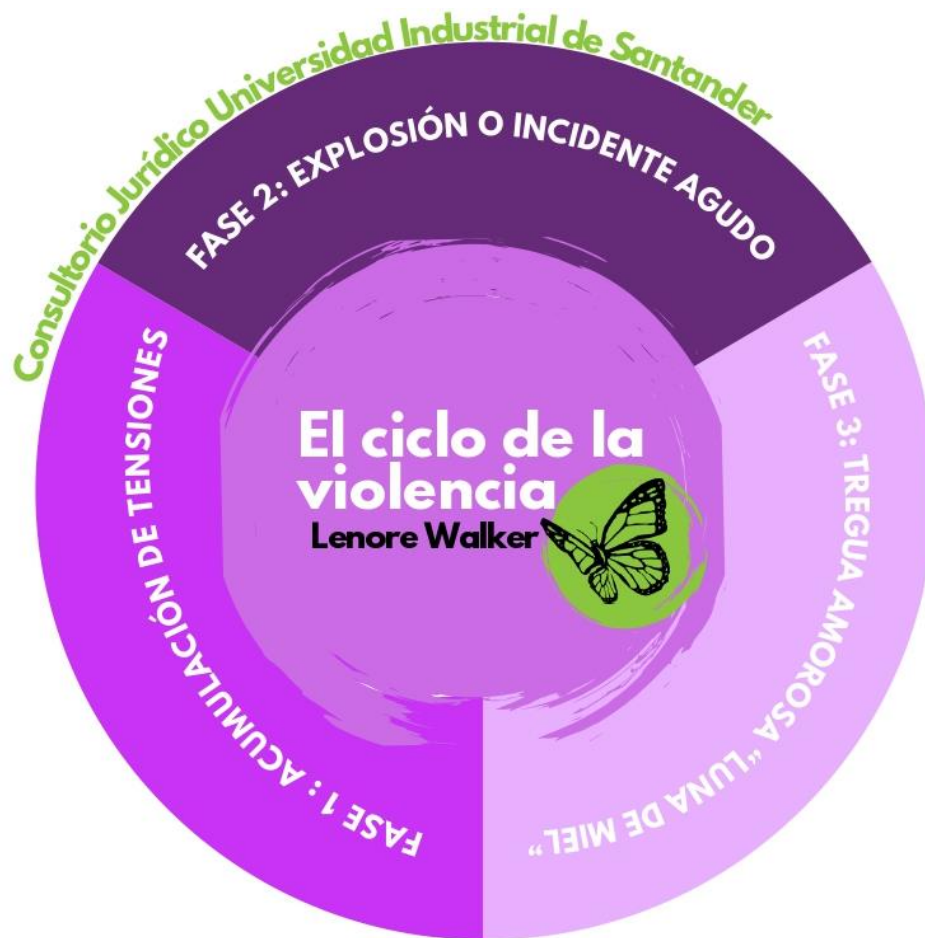 Consultorio Jurídico Universidad Industrial de Santander
FASE 2: EXPLOSIÓN O INCIDENTE AGUDO
FASE 1 : ACUMULACIÓN DE TENSIONES
FASE 3: TREGUA AMOROSA “LUNA DE MIEL”
El ciclo de la
violencia
Lenore Walker